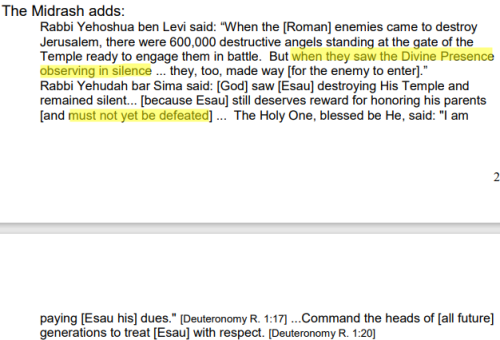 The Midrash adds:
Rabbi Yehoshua ben Levi said: “When the [Roman] enemies came to destroy
Jerusalem, there were 600,000 destructive angels standing at the gate of the
Temple ready to engage them in battle.  But when they saw the Divine Presence
observing in silence ... they, too, made way [for the enemy to enter].”
Rabbi Yehudah bar Sima said: [God] saw [Esau] destroying His Temple and
remained silent... [because Esau] still deserves reward for honoring his parents
[and must not yet be defeated] ...  The Holy One, blessed be He, said: "I am
2
paying [Esau his] dues." [Deuteronomy R. 1:17] ...Command the heads of [all future]
generations to treat [Esau] with respect. [Deuteronomy R. 1:20]